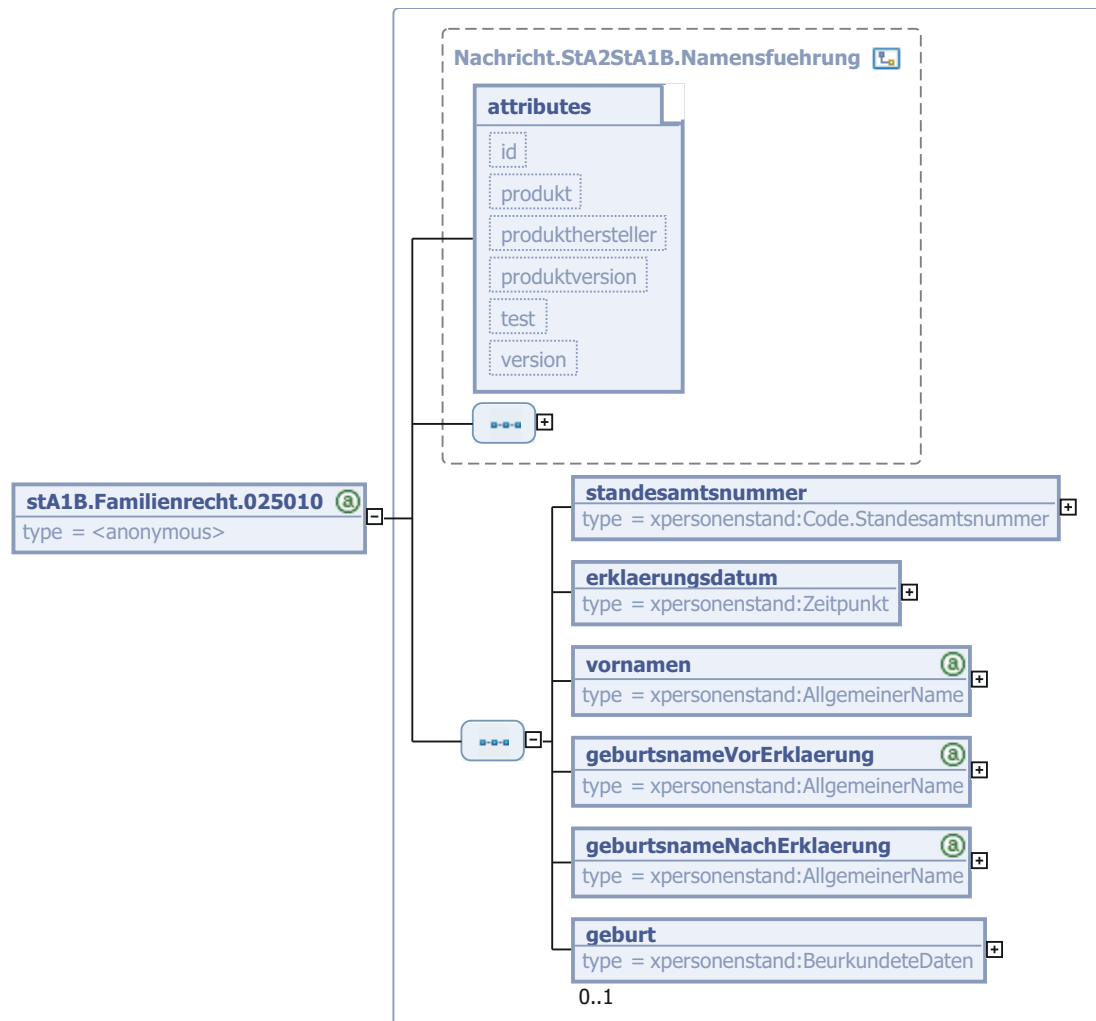 Nachricht.StA2StA1B.Namensfuehrung
attributes
id
produkt
produkthersteller
produktversion
test
version
stA1B.Familienrecht.025010
type = <anonymous>
standesamtsnummer
type = xpersonenstand:Code.Standesamtsnummer
erklaerungsdatum
type = xpersonenstand:Zeitpunkt
vornamen
type = xpersonenstand:AllgemeinerName
geburtsnameVorErklaerung
type = xpersonenstand:AllgemeinerName
geburtsnameNachErklaerung
type = xpersonenstand:AllgemeinerName
geburt
type = xpersonenstand:BeurkundeteDaten
0..1